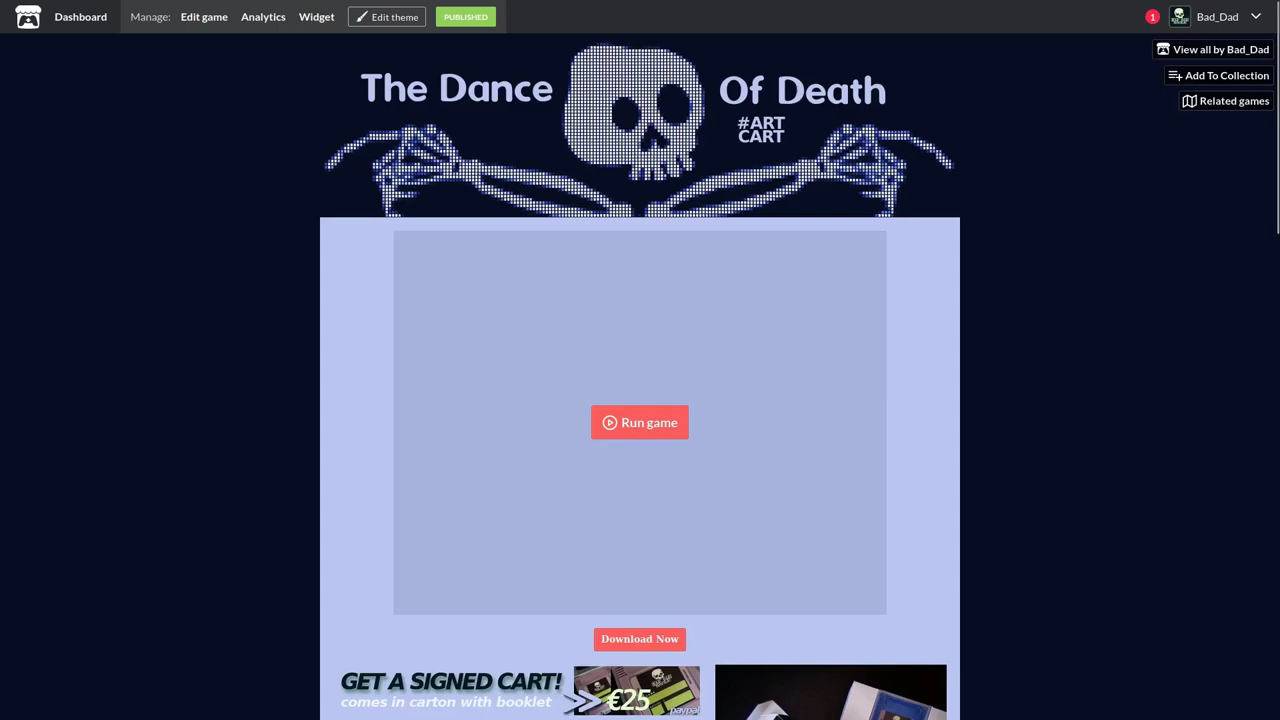 Dashboard Manage: Edit game Analytics Widget Edit theme PUBLISHED 1 Bad_Dad
View all by Bad_Dad
Add To Collection
Related games
The Dance Of Death
#ART
CART
Run game
Download Now
GET A SIGNED CART!
comes in carton with booklet
€25
paypal